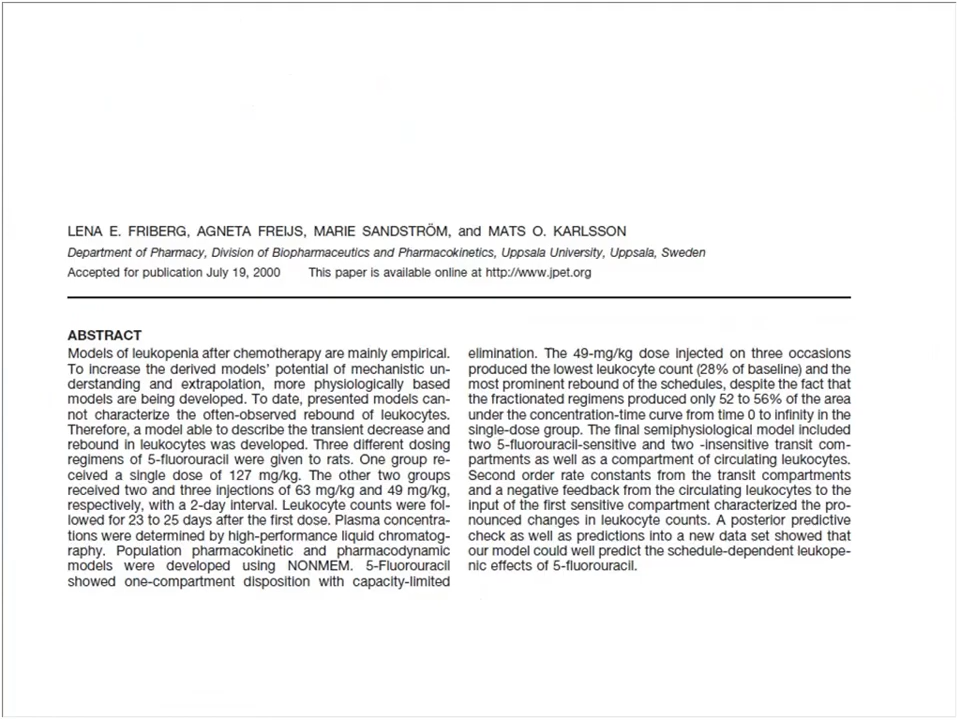 LENA E. FRIBERG, AGNETA FREIJS, MARIE SANDSTRÖM, and MATS O. KARLSSON
Department of Pharmacy, Division of Biopharmaceutics and Pharmacokinetics, Uppsala University, Uppsala, Sweden
Accepted for publication July 19, 2000 This paper is available online at http://www.jpet.org
ABSTRACT
Models of leukopenia after chemotherapy are mainly empirical.
To increase the derived models' potential of mechanistic un-
derstanding and extrapolation, more physiologically based
models are being developed. To date, presented models can-
not characterize the often-observed rebound of leukocytes.
Therefore, a model able to describe the transient decrease and
rebound in leukocytes was developed. Three different dosing
regimens of 5-fluorouracil were given to rats. One group re-
ceived a single dose of 127 mg/kg. The other two groups
received two and three injections of 63 mg/kg and 49 mg/kg,
respectively, with a 2-day interval. Leukocyte counts were fol-
lowed for 23 to 25 days after the first dose. Plasma concentra-
tions were determined by high-performance liquid chromatog-
raphy. Population pharmacokinetic and pharmacodynamic
models were developed using NONMEM. 5-Fluorouracil
showed one-compartment disposition with capacity-limited
elimination. The 49-mg/kg dose injected on three occasions
produced the lowest leukocyte count (28% of baseline) and the
most prominent rebound of the schedules, despite the fact that
the fractionated regimens produced only 52 to 56% of the area
under the concentration-time curve from time 0 to infinity in the
single-dose group. The final semiphysiological model included
two 5-fluorouracil-sensitive and two -insensitive transit com-
partments as well as a compartment of circulating leukocytes.
Second order rate constants from the transit compartments
and a negative feedback from the circulating leukocytes to the
input of the first sensitive compartment characterized the pro-
nounced changes in leukocyte counts. A posterior predictive
check as well as predictions into a new data set showed that
our model could well predict the schedule-dependent leukope-
nic effects of 5-fluorouracil.